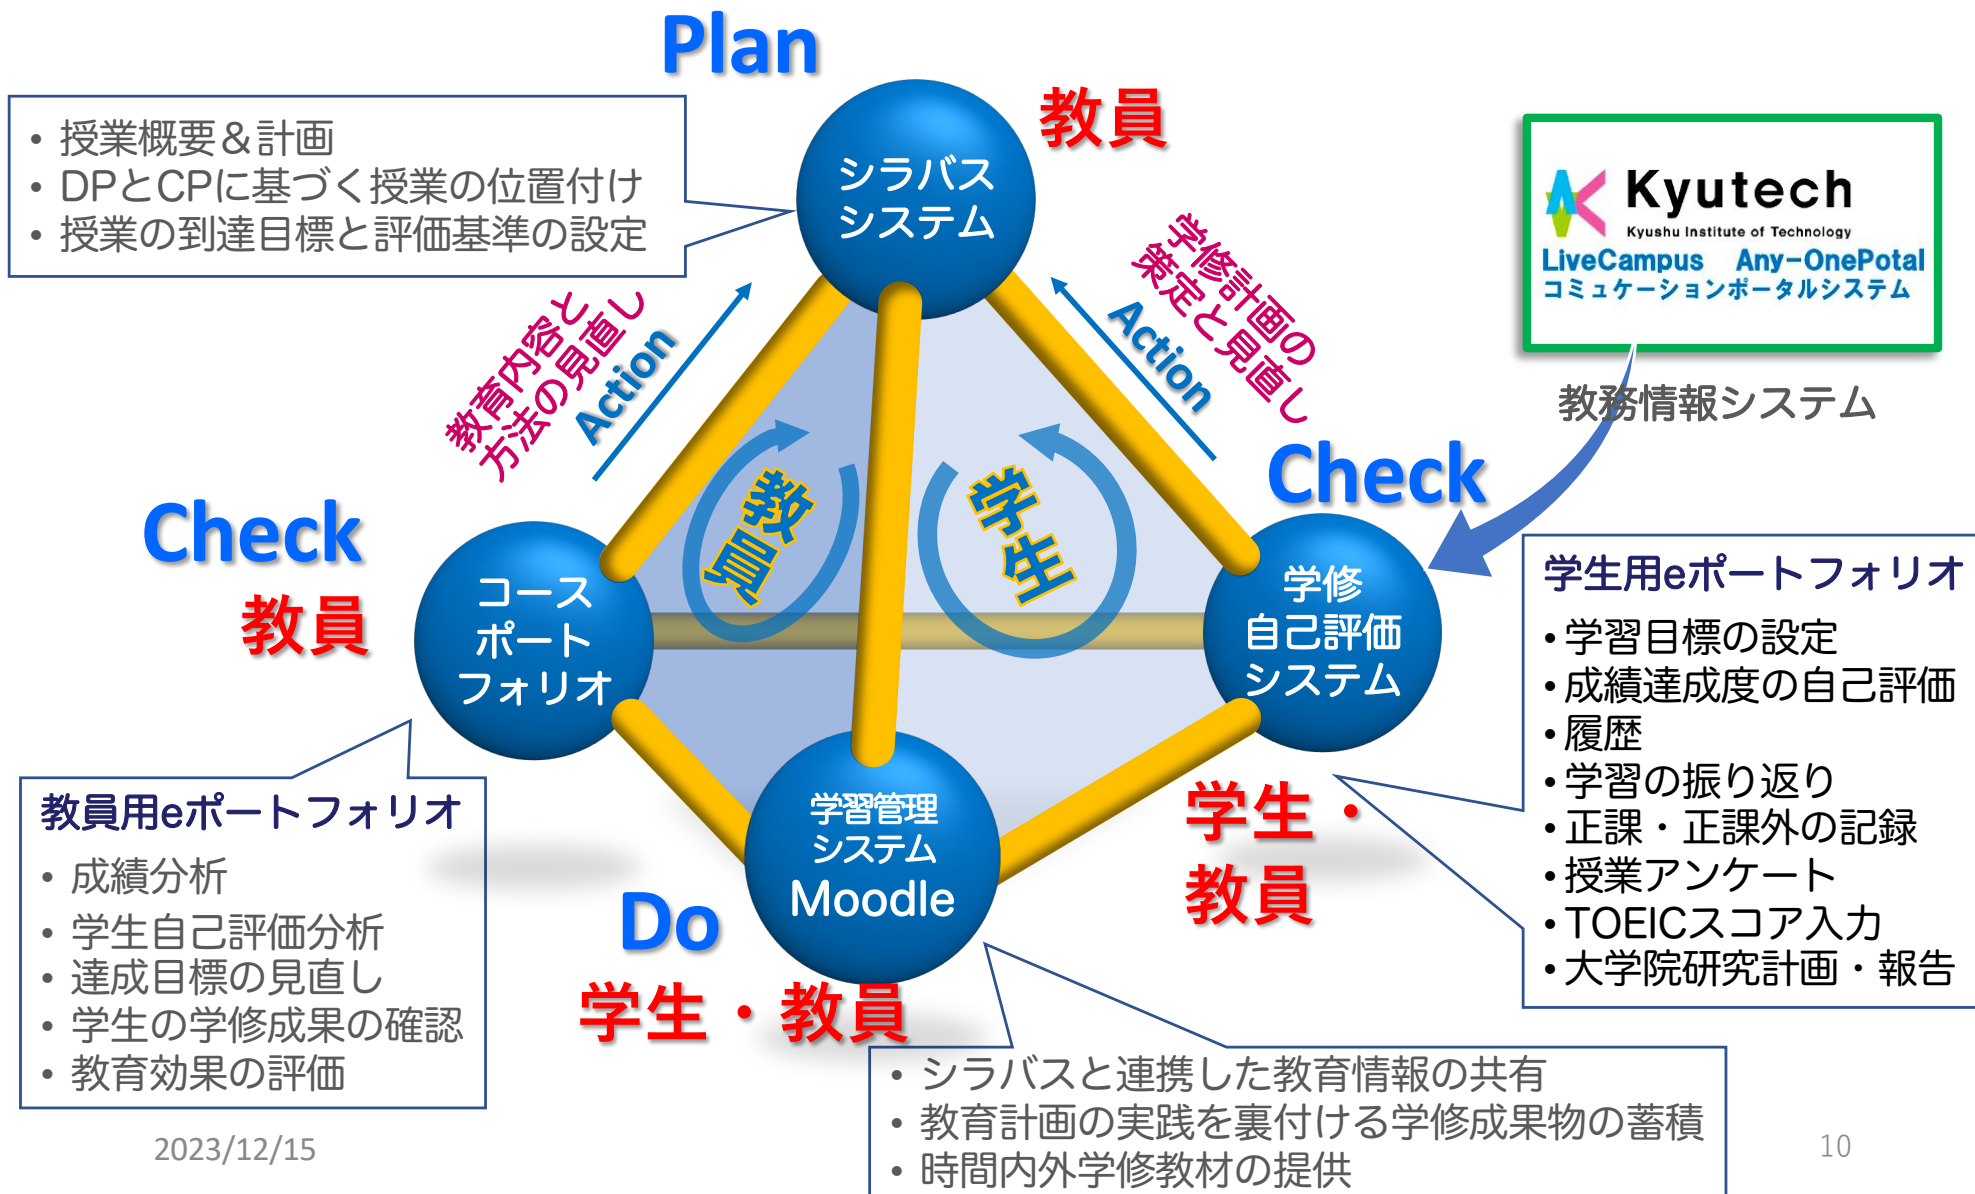 Plan
教員
• 授業概要＆計画
• DPとCPに基づく授業の位置付け
• 授業の到達目標と評価基準の設定
シラバス
システム
Kyutech
Kyushu Institute of Technology
LiveCampus Any-OnePotal
コミュケーションポータルシステム
教務情報システム
教育内容と
方法の見直し
Action
学修計画の
策定と見直し
Action
教員
学生
Check
教員
コース
ポート
フォリオ
Check
学修
自己評価
システム
学生・
教員
学生用eポートフォリオ
•学習目標の設定
•成績達成度の自己評価
•履歴
•学習の振り返り
•正課・正課外の記録
•授業アンケート
•TOEICスコア入力
•大学院研究計画・報告
教員用eポートフォリオ
• 成績分析
• 学生自己評価分析
• 達成目標の見直し
• 学生の学修成果の確認
• 教育効果の評価
学習管理
システム
Moodle
Do
学生・教員
• シラバスと連携した教育情報の共有
• 教育計画の実践を裏付ける学修成果物の蓄積
• 時間内外学修教材の提供
2023/12/15
10